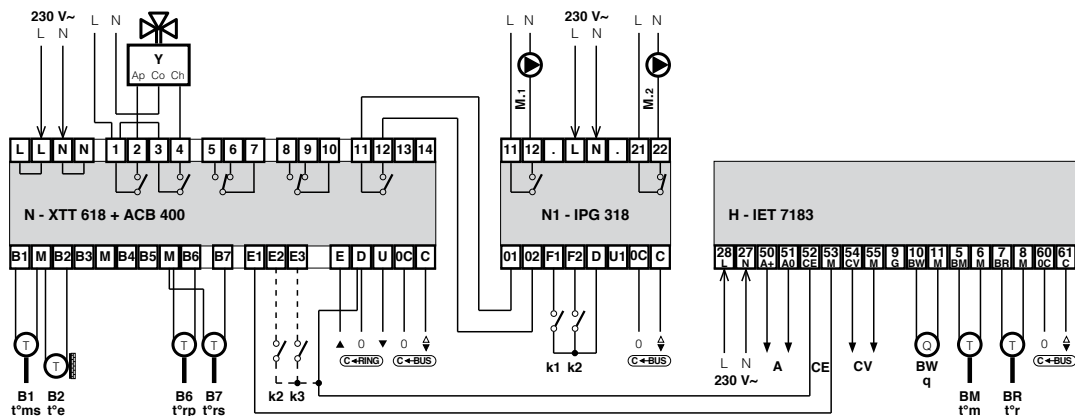 230 V~ L N 230 V~ L N L N
L N L N
Y
Ap Co Ch
M.1 M.2
L L N N 1 2 3 4 5 6 7 8 9 10 11 12 13 14 11 12 . L N . 21 22
N - XTT 618 + ACB 400 N1 - IPG 318 H - IET 7183
B1 M B2 B3 M B4 B5 M B6 B7 E1 E2 E3 E D U 0C C 01 02 F1 F2 D U1 0C C 28 27 50 51 52 53 54 55 9 10 11 5 6 7 8 60 61
L N A+ A0 CE M CV M G BW M BM M BR M 0C C
T T T T 0 0 Q T T 0
C RING C BUS
0
C BUS
C BUS
k2 k3 k1 k2
L N
230 V~
A CE CV
B1 B2 B6 B7 BW
t°ms t°e t°rp t°rs q
BM BR
t°m t°r